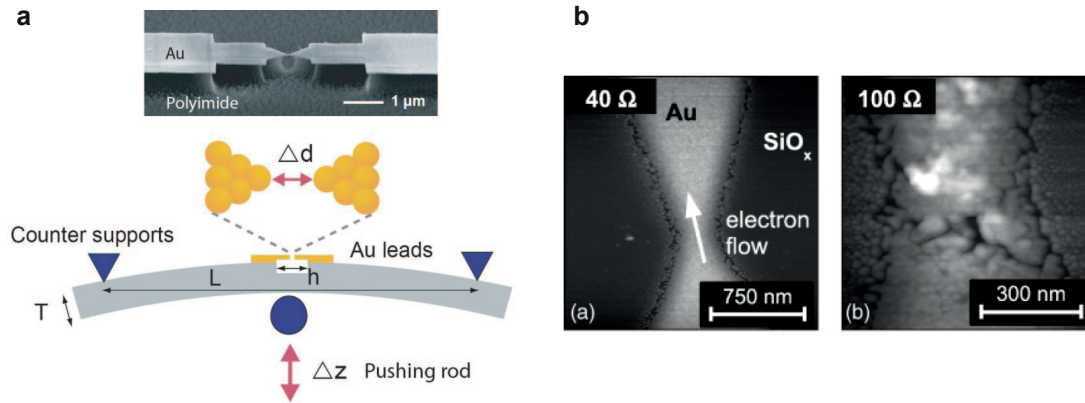 a
Au
Polyimide
1 μm
△d
Counter supports
Au leads
L
h
T
△z Pushing rod
b
40 Ω
Au
SiOx
electron
flow
(a)
750 nm
100 Ω
(b)
300 nm